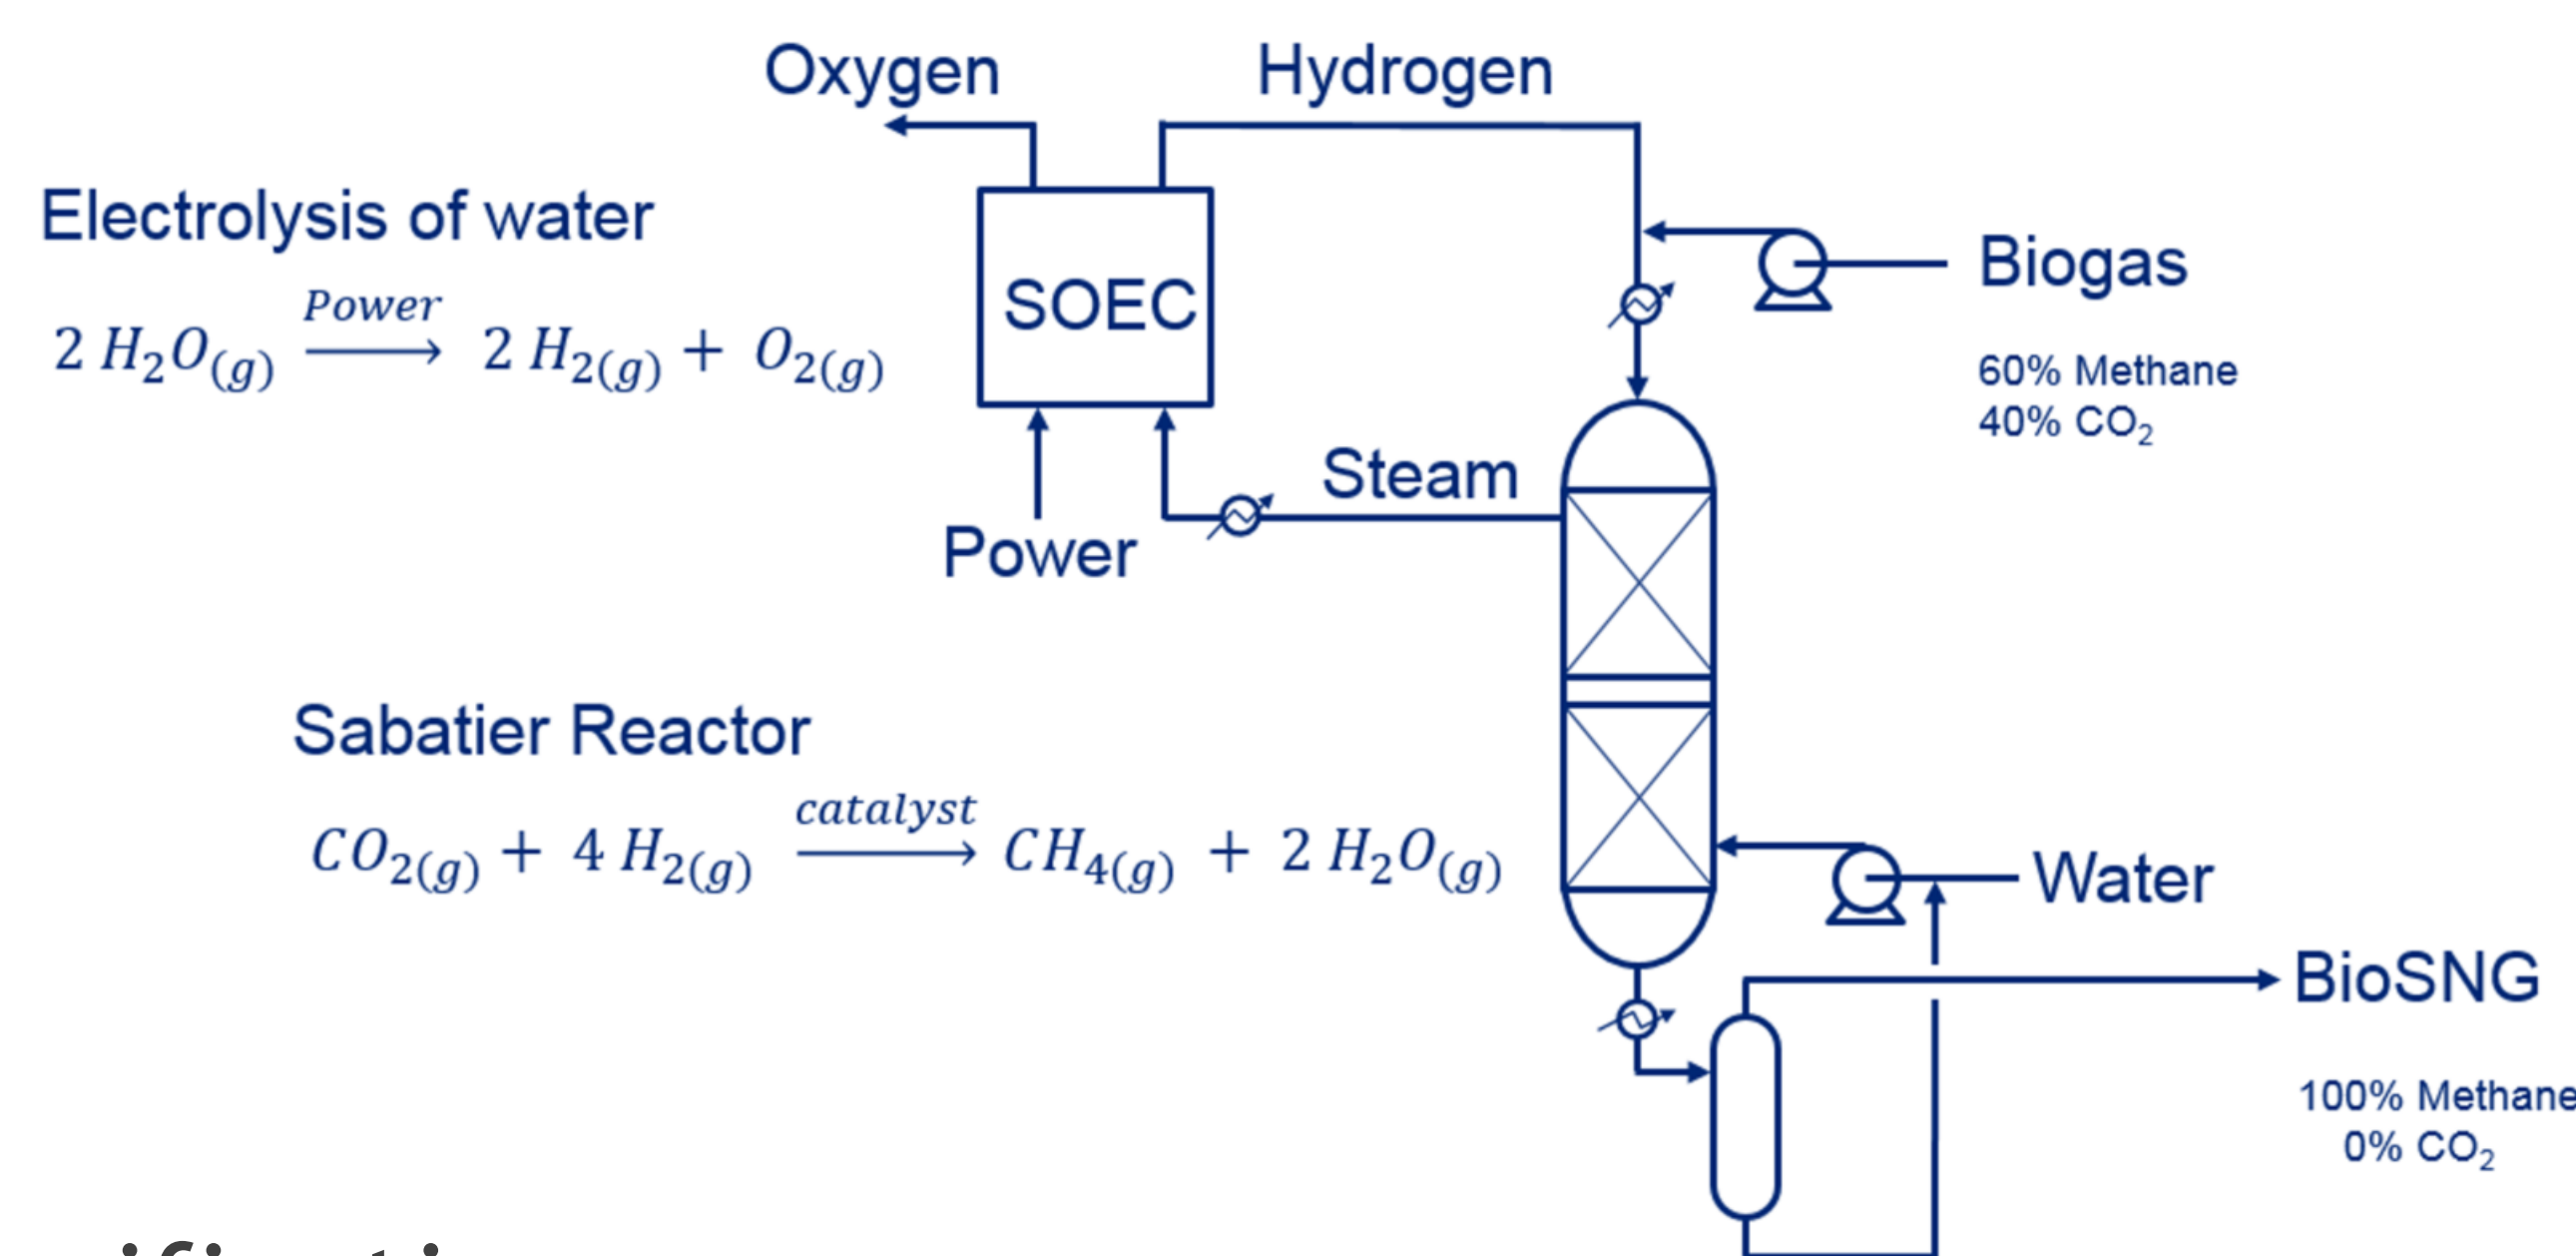 Oxygen
Hydrogen
Electrolysis of water
2 H₂O(g) Power → 2 H₂(g) + O₂(g)
SOEC
Biogas
60% Methane
40% CO₂
Steam
Power
Sabatier Reactor
CO₂(g) + 4 H₂(g) catalyst → CH₄(g) + 2 H₂O(g)
Water
BioSNG
100% Methane
0% CO₂